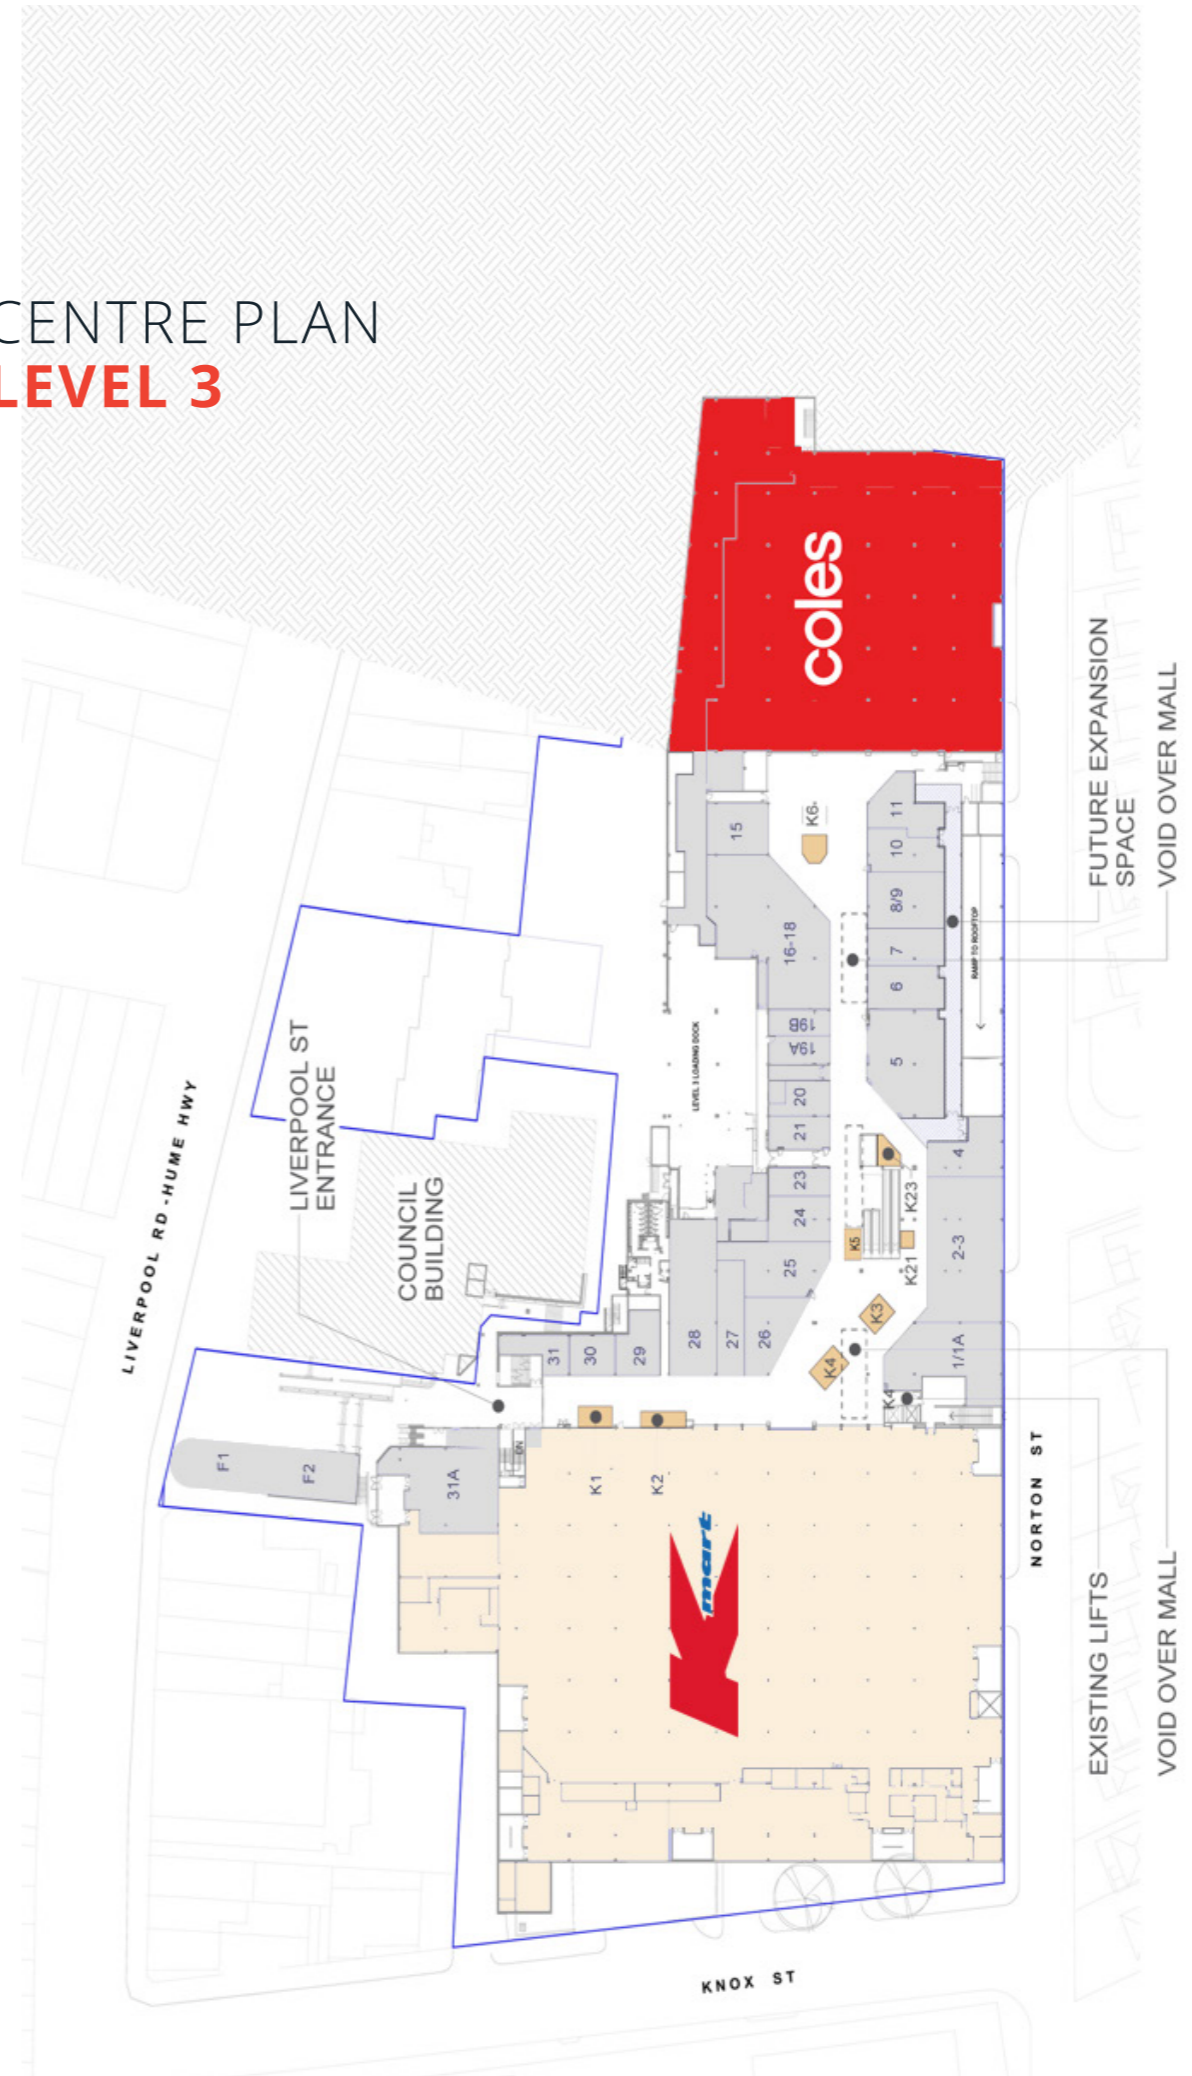 CENTRE PLAN
LEVEL 3
coles
FUTURE EXPANSION
SPACE
VOID OVER MALL
K6
15
11
10
8/9
7
6
5
16-18
RAMP TO ROOFTOP
19B
19A
20
21
LEVEL 3 LOADING DOCK
LIVERPOOL RD -HUME HWY
LIVERPOOL ST
ENTRANCE
COUNCIL
BUILDING
23
24
25
4
K23
K5
K21
2-3
K3
28
27
26
31
30
29
K4
1/1A
K4
F1
F2
31A
DN
K1
K2
mart
NORTON ST
EXISTING LIFTS
VOID OVER MALL
KNOX ST